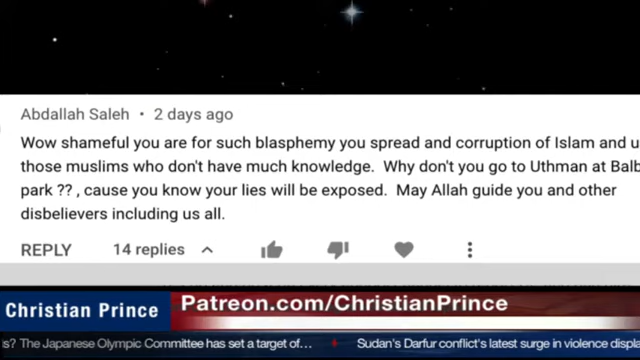 Abdallah Saleh • 2 days ago
Wow shameful you are for such blasphemy you spread and corruption of Islam and u
those muslims who don't have much knowledge. Why don't you go to Uthman at Balb
park ?? , cause you know your lies will be exposed. May Allah guide you and other
disbelievers including us all.
REPLY 14 replies
Christian Prince Patreon.com/ChristianPrince
is? The Japanese Olympic Committee has set a target of... Sudan's Darfur conflict's latest surge in violence displa